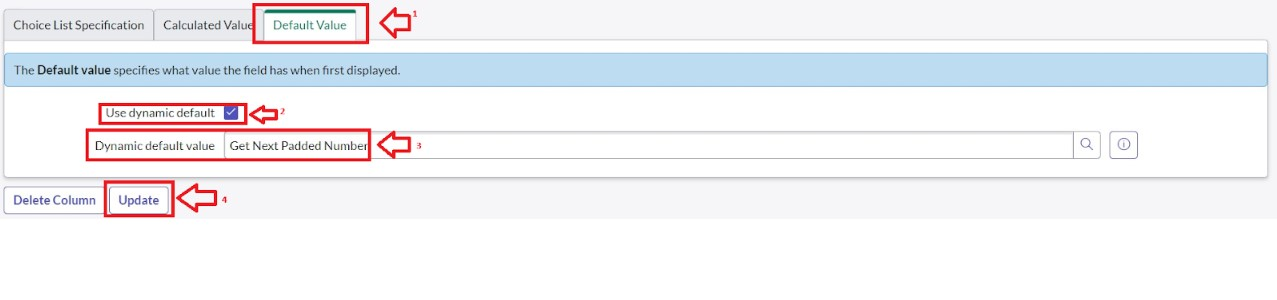 Choice List Specification Calculated Value Default Value 1
The Default value specifies what value the field has when first displayed.
Use dynamic default 2
Dynamic default value Get Next Padded Number 3
Delete Column Update 4